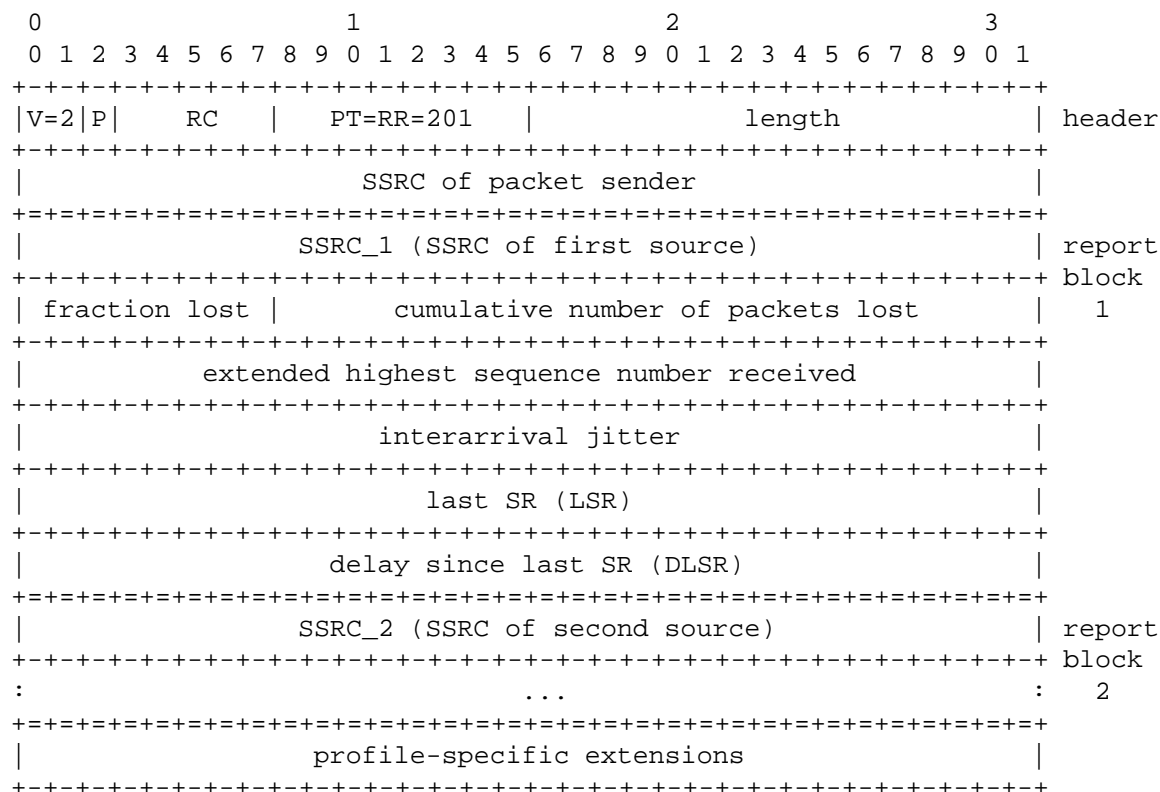 0                   1                   2                   3
 0 1 2 3 4 5 6 7 8 9 0 1 2 3 4 5 6 7 8 9 0 1 2 3 4 5 6 7 8 9 0 1
+-+-+-+-+-+-+-+-+-+-+-+-+-+-+-+-+-+-+-+-+-+-+-+-+-+-+-+-+-+-+-+-+
|V=2|P|    RC   |   PT=RR=201   |             length            | header
+-+-+-+-+-+-+-+-+-+-+-+-+-+-+-+-+-+-+-+-+-+-+-+-+-+-+-+-+-+-+-+-+
|                     SSRC of packet sender                     |
+=+=+=+=+=+=+=+=+=+=+=+=+=+=+=+=+=+=+=+=+=+=+=+=+=+=+=+=+=+=+=+=+
|                 SSRC_1 (SSRC of first source)                 | report
+-+-+-+-+-+-+-+-+-+-+-+-+-+-+-+-+-+-+-+-+-+-+-+-+-+-+-+-+-+-+-+-+ block
| fraction lost |       cumulative number of packets lost       |   1
+-+-+-+-+-+-+-+-+-+-+-+-+-+-+-+-+-+-+-+-+-+-+-+-+-+-+-+-+-+-+-+-+
|           extended highest sequence number received           |
+-+-+-+-+-+-+-+-+-+-+-+-+-+-+-+-+-+-+-+-+-+-+-+-+-+-+-+-+-+-+-+-+
|                      interarrival jitter                      |
+-+-+-+-+-+-+-+-+-+-+-+-+-+-+-+-+-+-+-+-+-+-+-+-+-+-+-+-+-+-+-+-+
|                         last SR (LSR)                         |
+-+-+-+-+-+-+-+-+-+-+-+-+-+-+-+-+-+-+-+-+-+-+-+-+-+-+-+-+-+-+-+-+
|                   delay since last SR (DLSR)                  |
+=+=+=+=+=+=+=+=+=+=+=+=+=+=+=+=+=+=+=+=+=+=+=+=+=+=+=+=+=+=+=+=+
|                 SSRC_2 (SSRC of second source)                | report
+-+-+-+-+-+-+-+-+-+-+-+-+-+-+-+-+-+-+-+-+-+-+-+-+-+-+-+-+-+-+-+-+ block
:                               ...                             :   2
+=+=+=+=+=+=+=+=+=+=+=+=+=+=+=+=+=+=+=+=+=+=+=+=+=+=+=+=+=+=+=+=+
|                  profile-specific extensions                  |
+-+-+-+-+-+-+-+-+-+-+-+-+-+-+-+-+-+-+-+-+-+-+-+-+-+-+-+-+-+-+-+-+